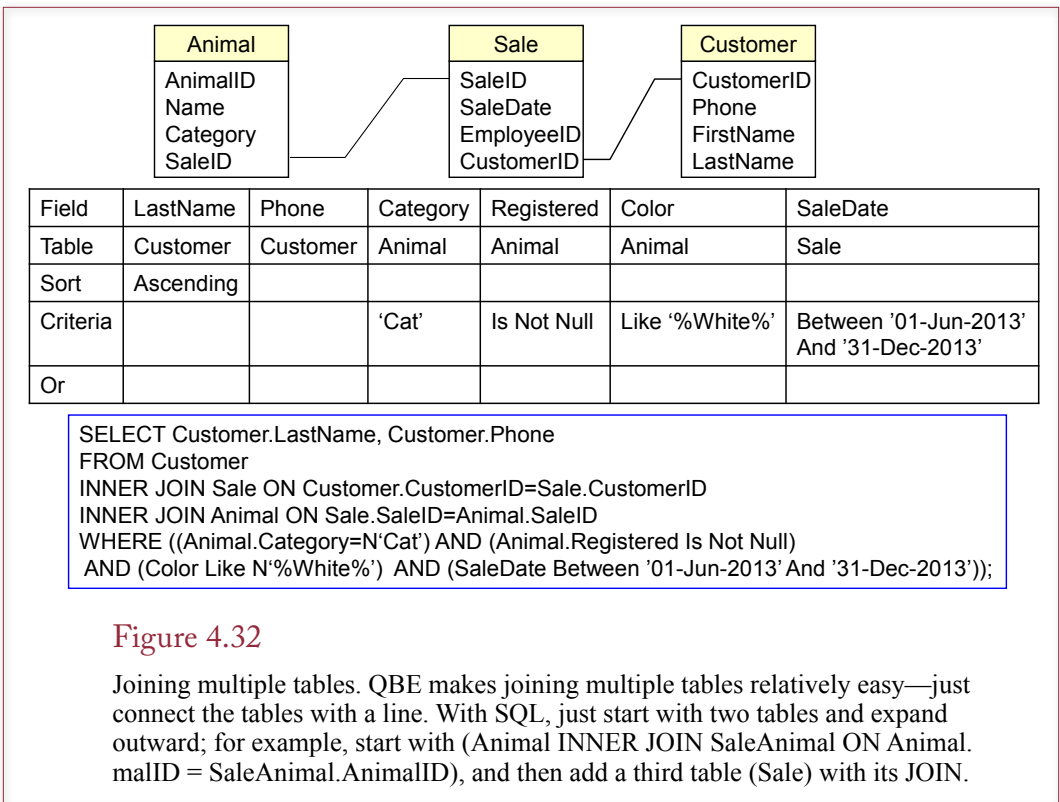 Animal
AnimalID
Name
Category
SaleID
Sale
SaleID
SaleDate
EmployeeID
CustomerID
Customer
CustomerID
Phone
FirstName
LastName
Field LastName Phone Category Registered Color SaleDate
Table Customer Customer Animal Animal Animal Sale
Sort Ascending
Criteria ‘Cat’ Is Not Null Like ‘%White%’ Between ’01-Jun-2013’
And ’31-Dec-2013’
Or
SELECT Customer.LastName, Customer.Phone
FROM Customer
INNER JOIN Sale ON Customer.CustomerID=Sale.CustomerID
INNER JOIN Animal ON Sale.SaleID=Animal.SaleID
WHERE ((Animal.Category=N‘Cat’) AND (Animal.Registered Is Not Null)
AND (Color Like N‘%White%’) AND (SaleDate Between ’01-Jun-2013’ And ’31-Dec-2013’));
Figure 4.32
Joining multiple tables. QBE makes joining multiple tables relatively easy—just
connect the tables with a line. With SQL, just start with two tables and expand
outward; for example, start with (Animal INNER JOIN SaleAnimal ON Animal.
malID = SaleAnimal.AnimalID), and then add a third table (Sale) with its JOIN.